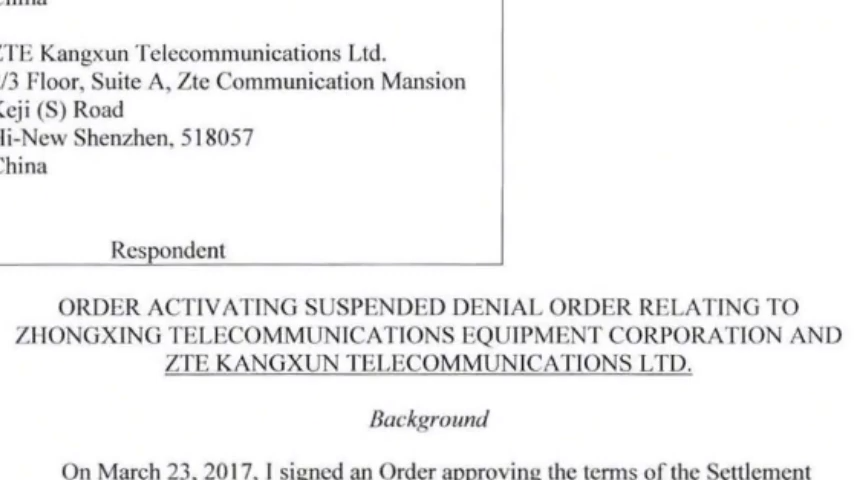 China
ZTE Kangxun Telecommunications Ltd.
/3 Floor, Suite A, Zte Communication Mansion
Keji (S) Road
Hi-New Shenzhen, 518057
China
Respondent
ORDER ACTIVATING SUSPENDED DENIAL ORDER RELATING TO
ZHONGXING TELECOMMUNICATIONS EQUIPMENT CORPORATION AND
ZTE KANGXUN TELECOMMUNICATIONS LTD.
Background
On March 23, 2017, I signed an Order approving the terms of the Settlement